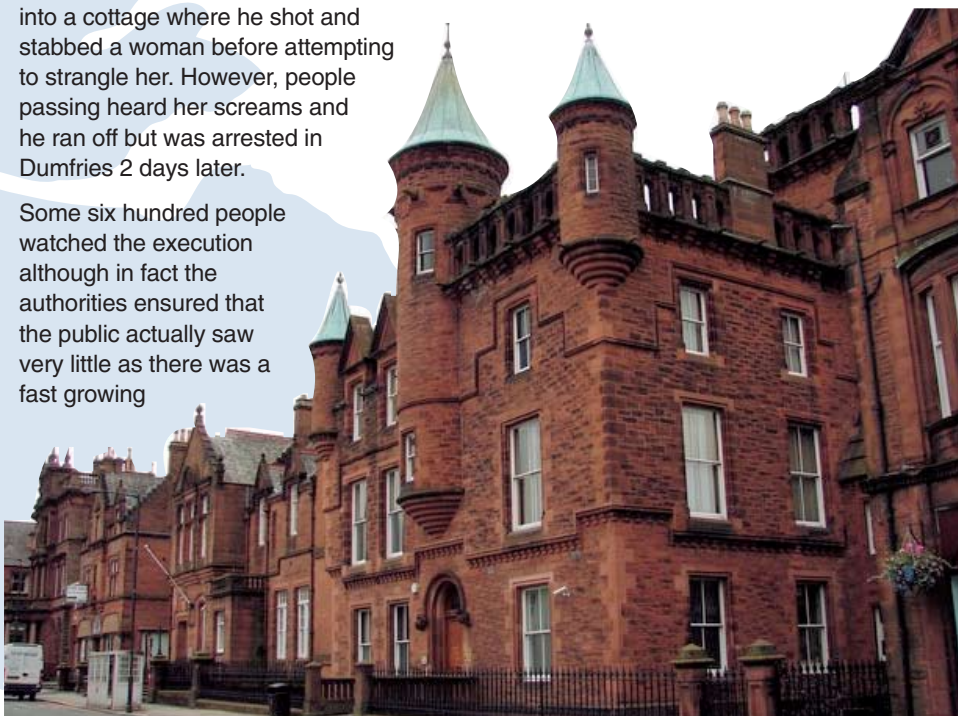 into a cottage where he shot and
stabbed a woman before attempting
to strangle her. However, people
passing heard her screams and
he ran off but was arrested in
Dumfries 2 days later.
Some six hundred people
watched the execution
although in fact the
authorities ensured that
the public actually saw
very little as there was a
fast growing